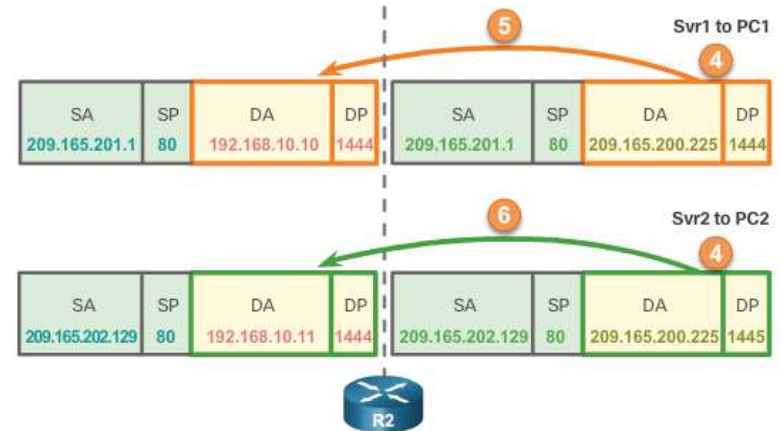 5
Svr1 to PC1
4
SA SP DA DP SA SP DA DP
209.165.201.1 80 192.168.10.10 1444 209.165.201.1 80 209.165.200.225 1444
6
Svr2 to PC2
4
SA SP DA DP SA SP DA DP
209.165.202.129 80 192.168.10.11 1444 209.165.202.129 80 209.165.200.225 1445
R2